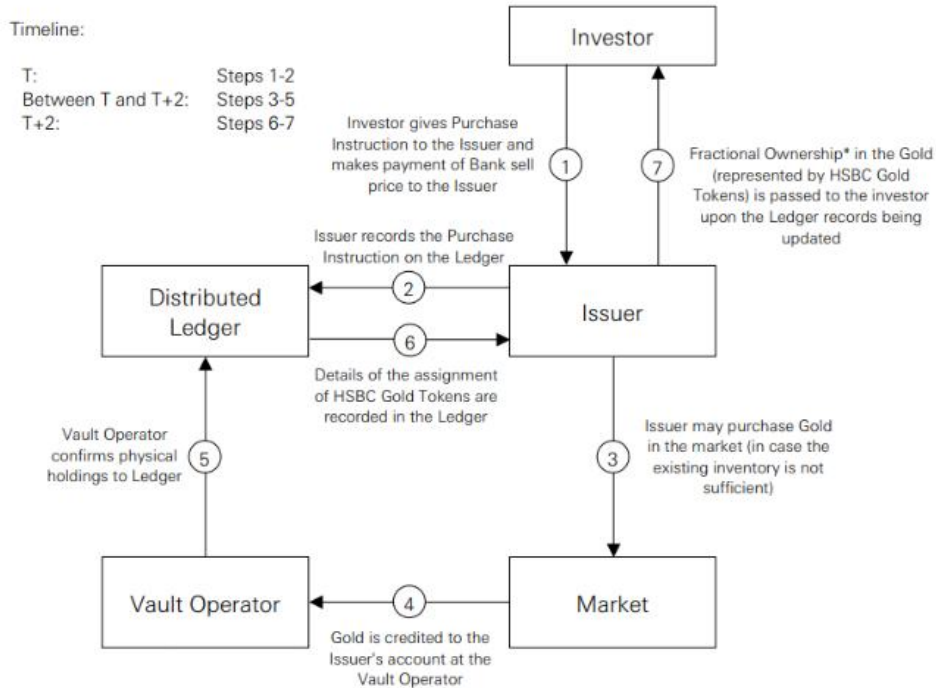 Timeline:
T: Steps 1-2
Between T and T+2: Steps 3-5
T+2: Steps 6-7
Investor
Investor gives Purchase
Instruction to the Issuer and
makes payment of Bank sell
price to the Issuer
1
7
Fractional Ownership* in the Gold
(represented by HSBC Gold
Tokens) is passed to the investor
upon the Ledger records being
updated
Issuer records the Purchase
Instruction on the Ledger
2
Distributed
Ledger
Issuer
6
Details of the assignment
of HSBC Gold Tokens are
recorded in the Ledger
Vault Operator
confirms physical
holdings to Ledger
5
Issuer may purchase Gold
in the market (in case the
existing inventory is not
sufficient)
3
Vault Operator
4
Market
Gold is credited to the
Issuer's account at the
Vault Operator